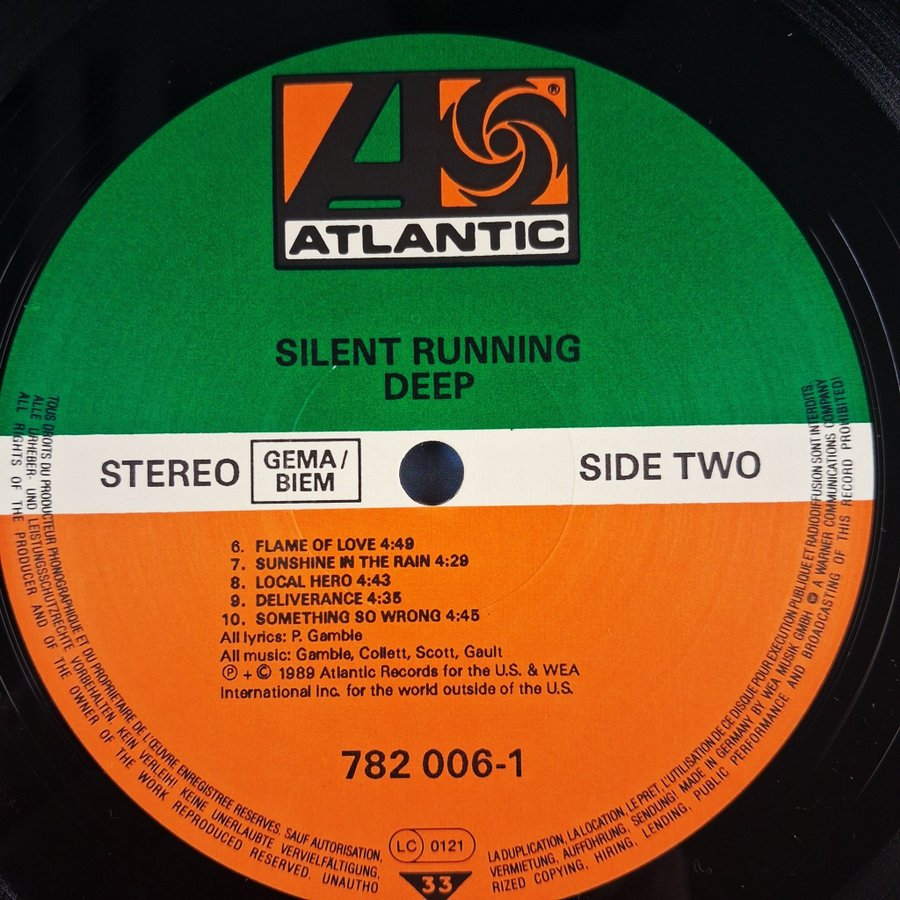 ®
ATLANTIC
SILENT RUNNING
DEEP
STEREO
GEMA/
BIEM
SIDE TWO
6. FLAME OF LOVE 4:49
7. SUNSHINE IN THE RAIN 4:29
8. LOCAL HERO 4:43
9. DELIVERANCE 4:35
10. SOMETHING SO WRONG 4:45
All lyrics: P. Gamble
All music: Gamble, Collett, Scott, Gault
Ⓟ + © 1989 Atlantic Records for the U.S. & WEA
International Inc. for the world outside of the U.S.
782 006-1
LC 0121
33
TOUS DROITS DU PRODUCTEUR PHONOGRAPHIQUE ET DU PROPRIETAIRE DE L'ŒUVRE ENREGISTREE RESERVES. SAUF AUTORISATION, LA DUPLICATION, LA LOCATION, LE PRET, L'UTILISATION DE CE DISQUE POUR EXECUTION PUBLIQUE ET RADIODIFFUSION SONT INTERDITS.
ALLE URHEBER- UND LEISTUNGSSCHUTZRECHTE VORBEHALTEN. KEIN VERLEIH! KEINE UNERLAUBTE VERVIELFÄLTIGUNG, VERMIETUNG, AUFFÜHRUNG, SENDUNG! MADE IN GERMANY BY WEA MUSIK GMBH A WARNER COMMUNICATIONS COMPANY
ALL RIGHTS OF THE PRODUCER AND OF THE OWNER OF THE WORK REPRODUCED RESERVED. UNAUTHORIZED COPYING, HIRING, LENDING, PUBLIC PERFORMANCE AND BROADCASTING OF THIS RECORD PROHIBITED!